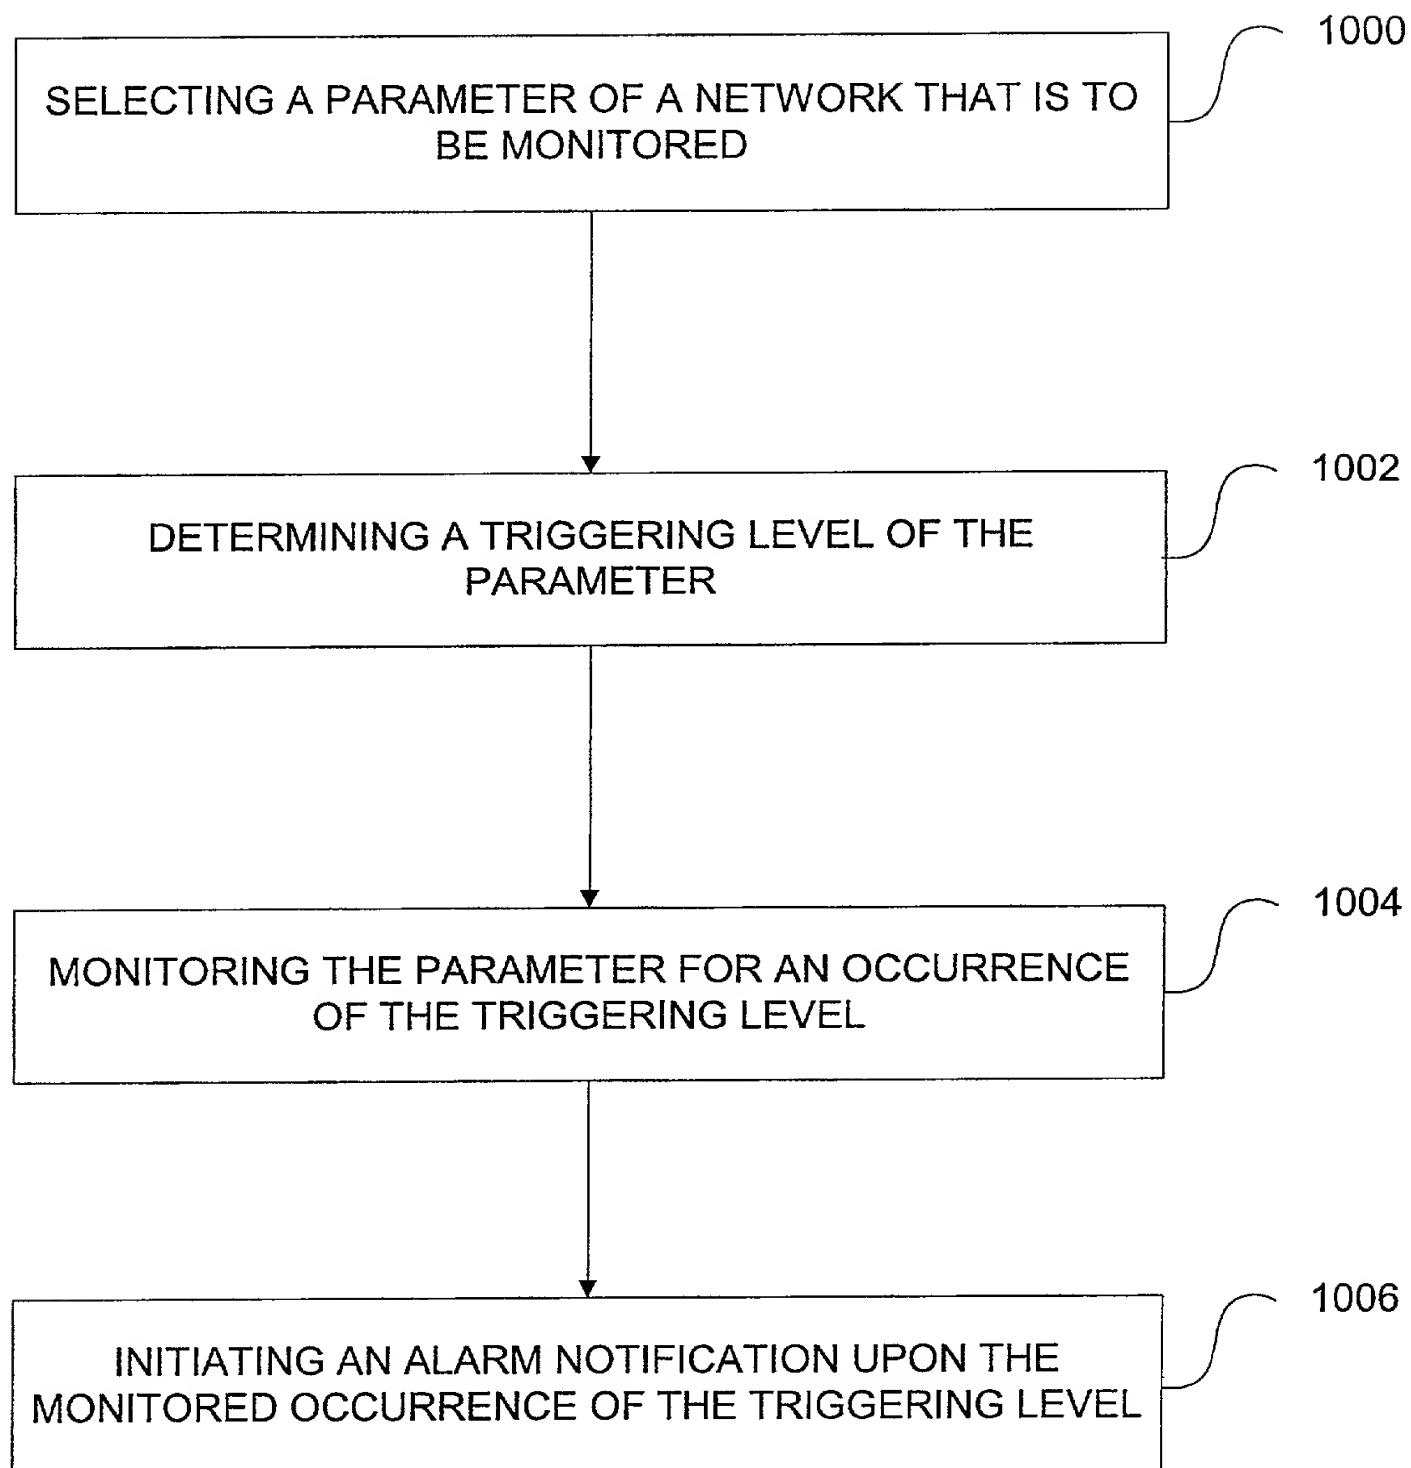 1000
SELECTING A PARAMETER OF A NETWORK THAT IS TO
BE MONITORED
1002
DETERMINING A TRIGGERING LEVEL OF THE
PARAMETER
1004
MONITORING THE PARAMETER FOR AN OCCURRENCE
OF THE TRIGGERING LEVEL
1006
INITIATING AN ALARM NOTIFICATION UPON THE
MONITORED OCCURRENCE OF THE TRIGGERING LEVEL